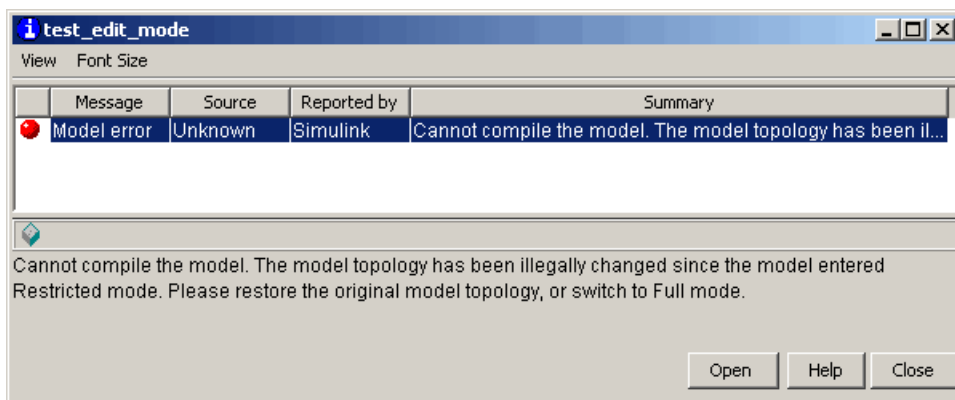 test_edit_mode
View Font Size
Message Source Reported by Summary
Model error Unknown Simulink Cannot compile the model. The model topology has been il...
Cannot compile the model. The model topology has been illegally changed since the model entered
Restricted mode. Please restore the original model topology, or switch to Full mode.
Open Help Close